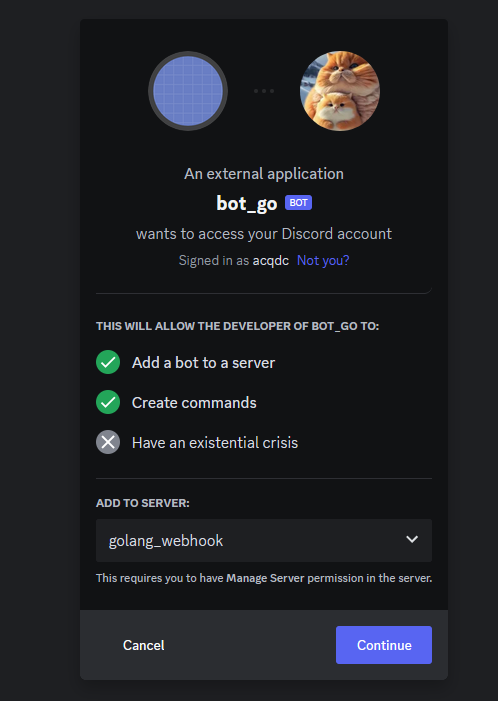 An external application
bot_go BOT
wants to access your Discord account
Signed in as acqdc Not you?
THIS WILL ALLOW THE DEVELOPER OF BOT_GO TO:
Add a bot to a server
Create commands
Have an existential crisis
ADD TO SERVER:
golang_webhook
This requires you to have Manage Server permission in the server.
Cancel Continue